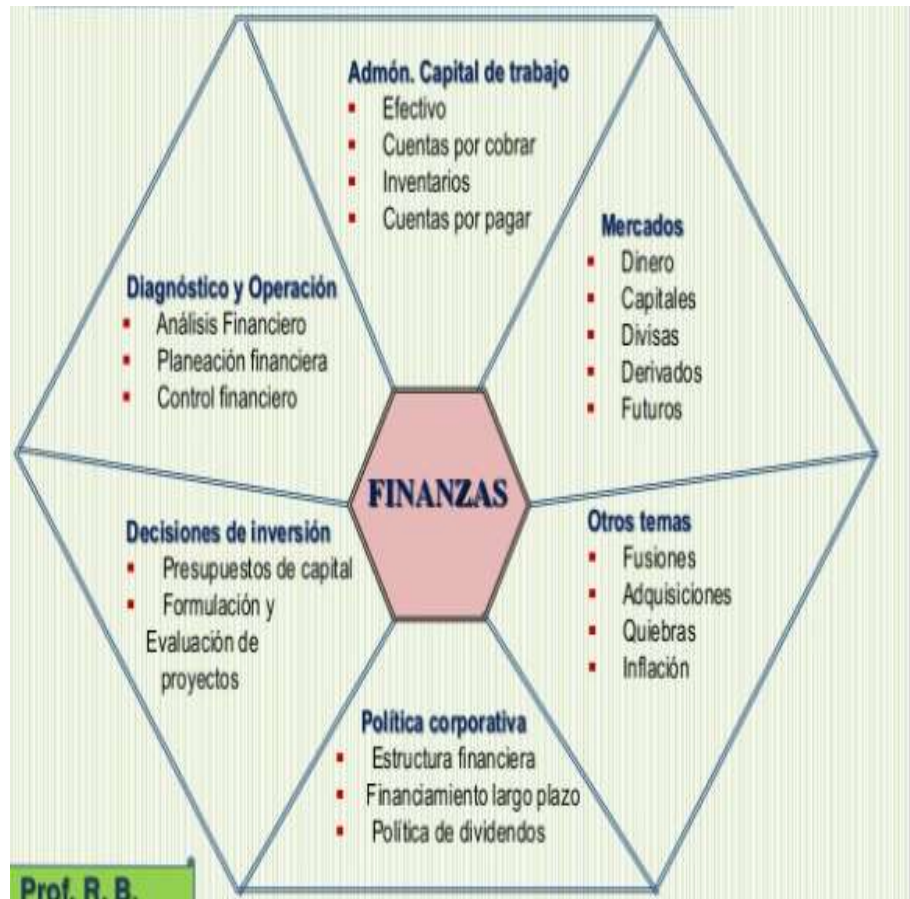 Admón. Capital de trabajo
Efectivo
Cuentas por cobrar
Inventarios
Cuentas por pagar
Mercados
Dinero
Capitales
Divisas
Derivados
Futuros
Diagnóstico y Operación
Análisis Financiero
Planeación financiera
Control financiero
FINANZAS
Otros temas
Fusiones
Adquisiciones
Quiebras
Inflación
Decisiones de inversión
Presupuestos de capital
Formulación y
Evaluación de
proyectos
Política corporativa
Estructura financiera
Financiamiento largo plazo
Política de dividendos
Prof. R. B.